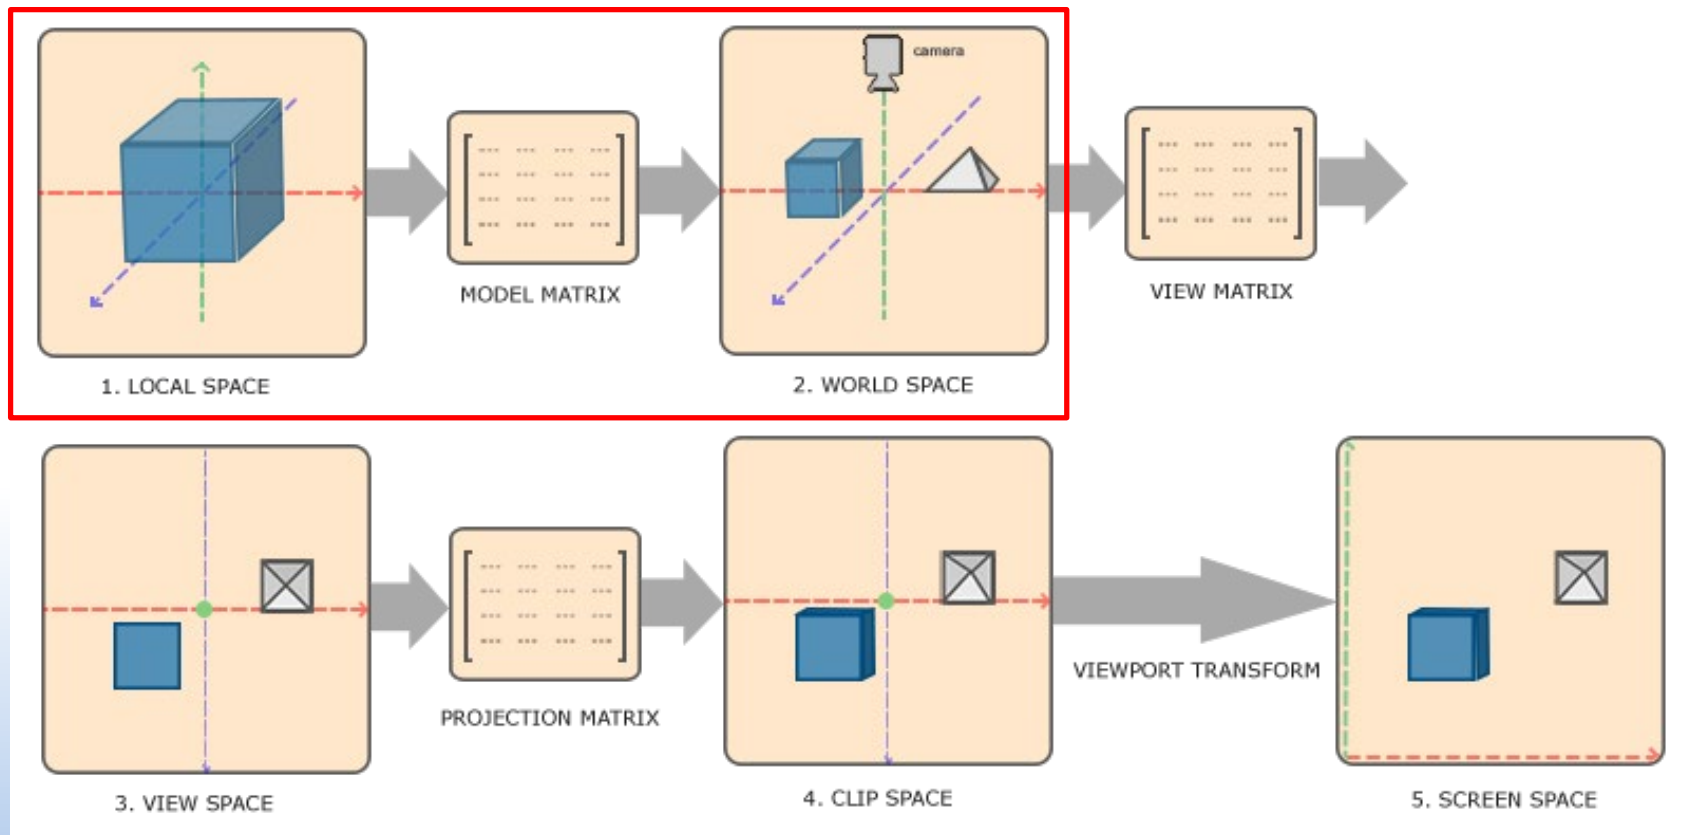 camera
MODEL MATRIX
VIEW MATRIX
1. LOCAL SPACE
2. WORLD SPACE
PROJECTION MATRIX
VIEWPORT TRANSFORM
3. VIEW SPACE
4. CLIP SPACE
5. SCREEN SPACE